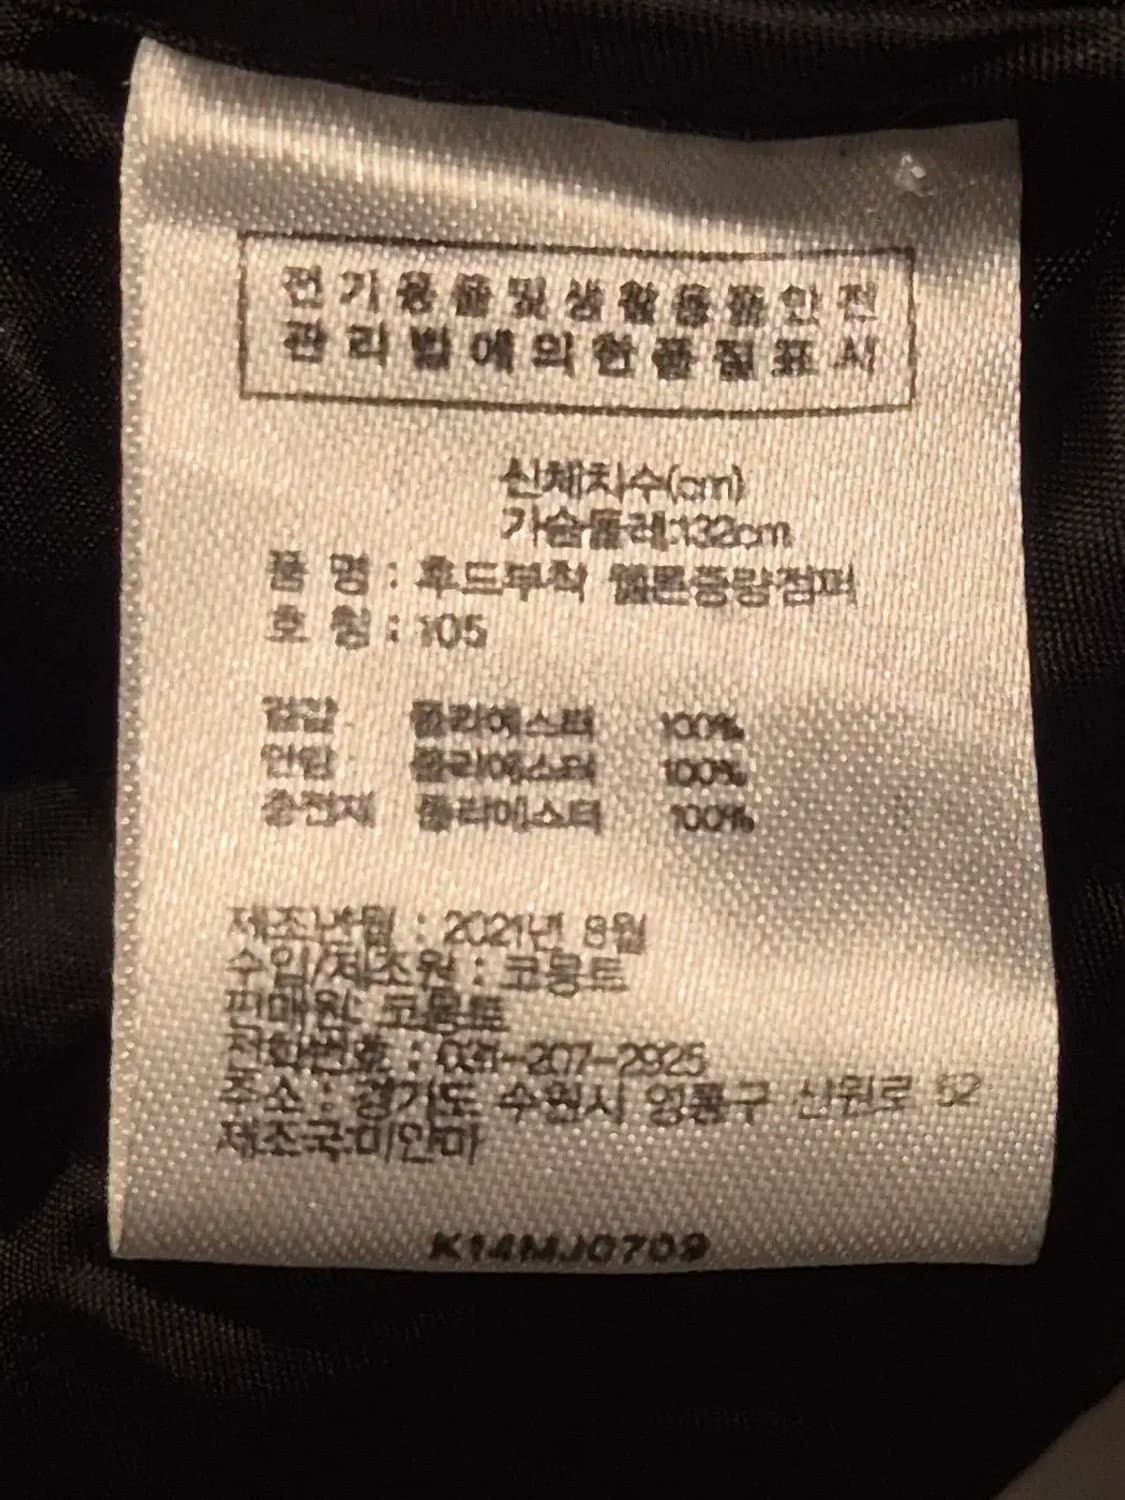 전기용품및생활용품안전
관리법에의한품질표시
신체치수(cm)
가슴둘레:132cm
품 명 : 후드부착 웰론중량점퍼
호 칭 : 105
겉감 폴리에스터 100%
안감 폴리에스터 100%
충전재 폴리에스터 100%
제조년월 : 2021년 8월
수입/제조원 : 코몽트
판매원: 코몽트
전화번호 : 031-207-2925
주소 : 경기도 수원시 영통구 신원로 52
제조국:미얀마
K14MJ0709